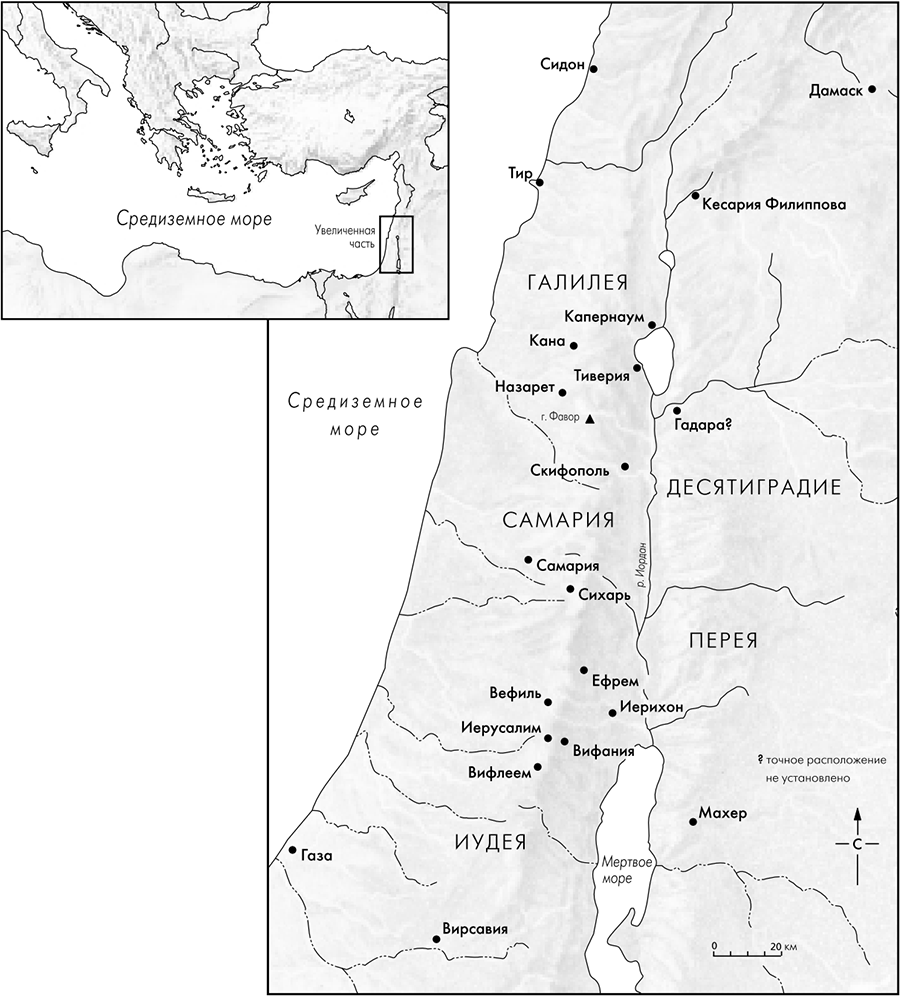 Средиземное море
Увеличенная
часть
Сидон
Дамаск
Тир
Кесария Филиппова
ГАЛИЛЕЯ
Капернаум
Кана
Тиверия
Назарет
Средиземное
море
г. Фавор
Гадара?
Скифополь
ДЕСЯТИГРАДИЕ
САМАРИЯ
р. Иордан
Самария
Сихарь
ПЕРЕЯ
Ефрем
Вефиль
Иерихон
Иерусалим
Вифания
Вифлеем
? точное расположение
не установлено
Махер
ИУДЕЯ
С
Газа
Мертвое
море
Вирсавия
0 20 км